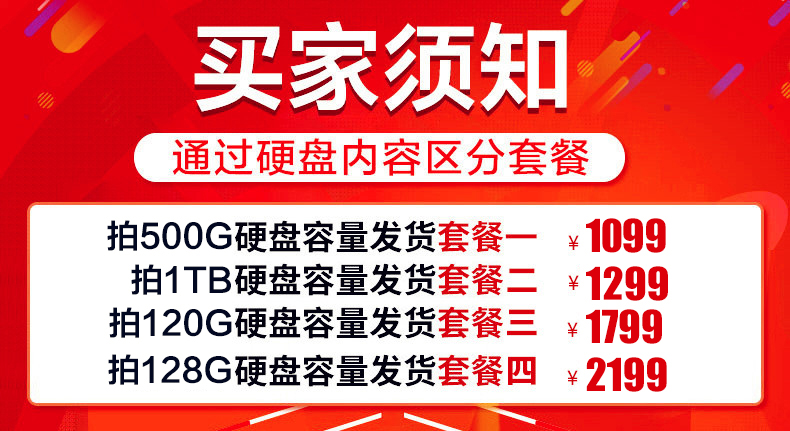 买家须知
通过硬盘内容区分套餐
拍500G硬盘容量发货套餐一 ¥1099
拍1TB硬盘容量发货套餐二 ¥1299
拍120G硬盘容量发货套餐三 ¥1799
拍128G硬盘容量发货套餐四 ¥2199